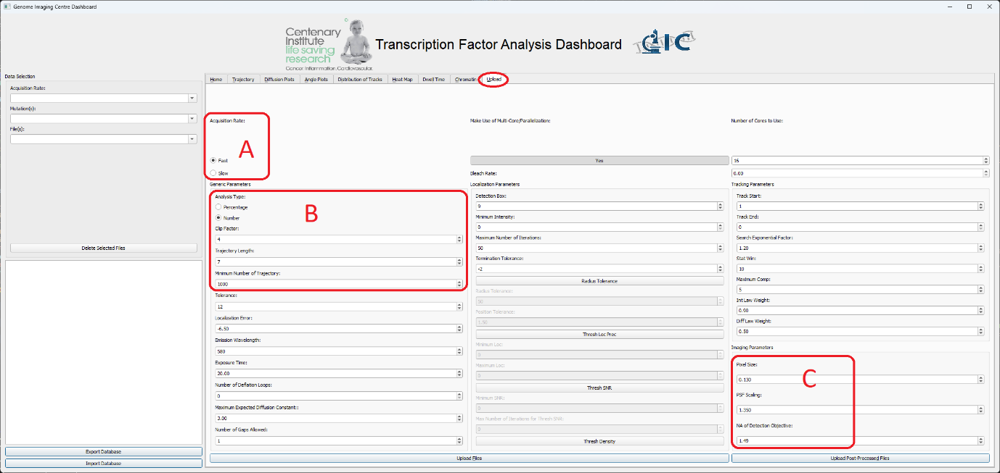 Genome Imaging Centre Dashboard
Centenary
Institute
life saving
research
Cancer. Inflammation. Cardiovascular.
Transcription Factor Analysis Dashboard
GIC
Data Selection
Home Trajectory Diffusion Plots Angle Plots Distribution of Tracks Heat Map Dwell Time Chromatin Upload
Acquisition Rate:
Mutation(s):
File(s):
Delete Selected Files
Export Database
Import Database
Acquisition Rate:
A
Fast
Slow
Make Use of Multi-Core/Parallelization:
Yes
Number of Cores to Use:
16
Bleach Rate:
0.00
Generic Parameters
Analysis Type:
B
Percentage
Number
Clip Factor:
4
Trajectory Length:
7
Minimum Number of Trajectory:
1000
Tolerance:
12
Localization Error:
-6.50
Emission Wavelength:
580
Exposure Time:
20.00
Number of Deflation Loops:
0
Maximum Expected Diffusion Constant::
3.00
Number of Gaps Allowed:
1
Localization Parameters
Detection Box:
9
Minimum Intensity:
0
Maximum Number of Iterations:
50
Termination Tolerance:
-2
Radius Tolerance
Radius Tolerance:
50
Position Tolerance:
1.50
Thresh Loc Prec
Minimum Loc:
0
Maximum Loc:
0
Thresh SNR
Minimum SNR:
0
Max Number of Iterations for Thresh SNR:
0
Thresh Density
Tracking Parameters
Track Start:
1
Track End:
0
Search Exponential Factor:
1.20
Stat Win:
10
Maximum Comp:
5
Int Law Weight:
0.90
Diff Law Weight:
0.50
Imaging Parameters
Pixel Size:
C
0.130
PSF Scaling:
1.350
NA of Detection Objective:
1.49
Upload Files
Upload Post-Processed Files